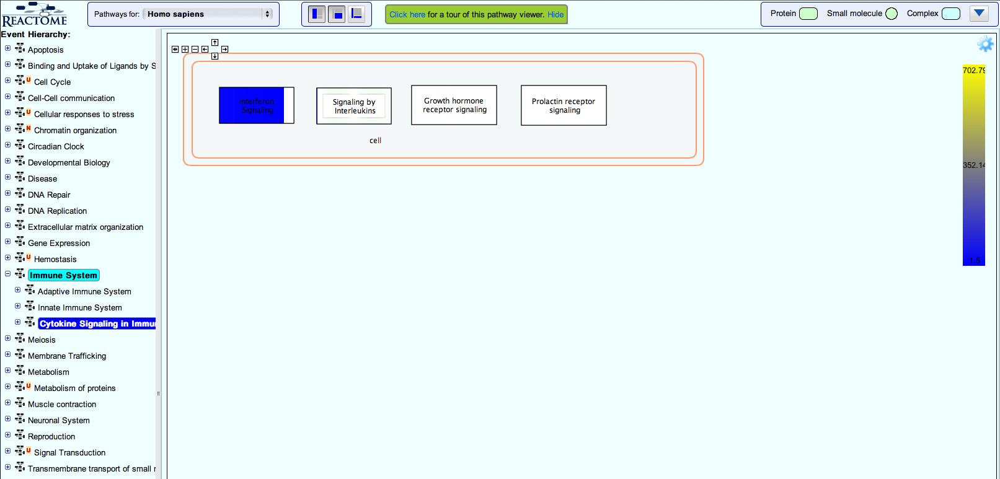 REACTOME
Pathways for: Homo sapiens
Click here for a tour of this pathway viewer. Hide
Protein
Small molecule
Complex
Event Hierarchy:
Apoptosis
Binding and Uptake of Ligands by S
U Cell Cycle
Cell-Cell communication
U Cellular responses to stress
N Chromatin organization
Circadian Clock
Developmental Biology
Disease
DNA Repair
DNA Replication
Extracellular matrix organization
Gene Expression
U Hemostasis
Immune System
Adaptive Immune System
Innate Immune System
Cytokine Signaling in Immu
Meiosis
Membrane Trafficking
Metabolism
U Metabolism of proteins
Muscle contraction
Neuronal System
Reproduction
U Signal Transduction
Transmembrane transport of small
Interferon
Signaling
Signaling by
Interleukins
Growth hormone
receptor signaling
Prolactin receptor
signaling
cell
702.79
352.14
1.5